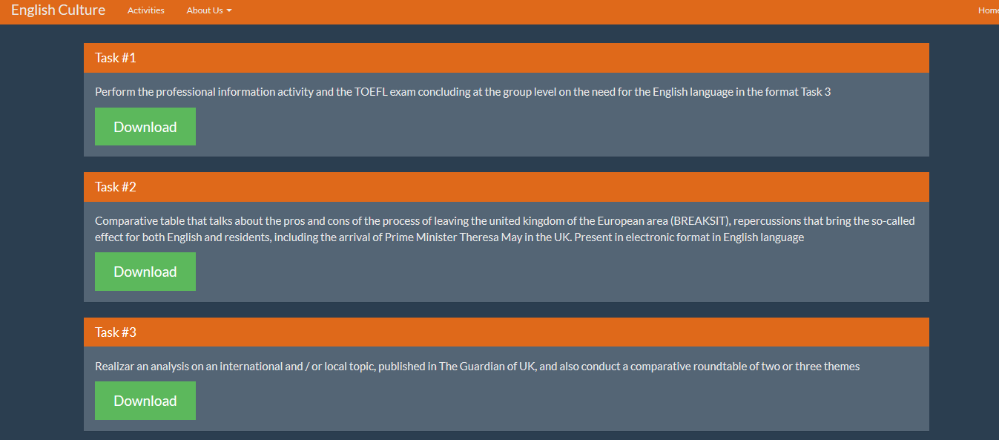 English Culture Activities About Us Home
Task #1
Perform the professional information activity and the TOEFL exam concluding at the group level on the need for the English language in the format Task 3
Download
Task #2
Comparative table that talks about the pros and cons of the process of leaving the united kingdom of the European area (BREAKSIT), repercussions that bring the so-called
effect for both English and residents, including the arrival of Prime Minister Theresa May in the UK. Present in electronic format in English language
Download
Task #3
Realizar an analysis on an international and / or local topic, published in The Guardian of UK, and also conduct a comparative roundtable of two or three themes
Download